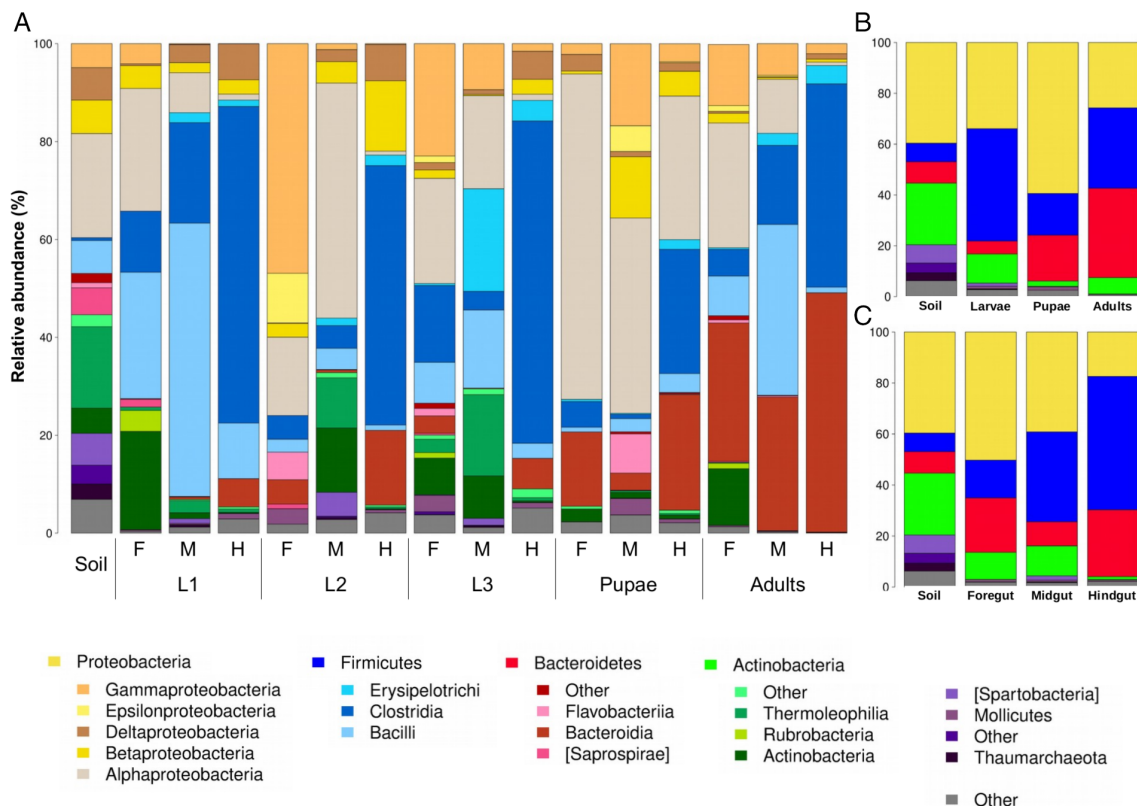 A
B
C
Relative abundance (%)
100
80
60
40
20
0
Soil
F M H F M H F M H F M H F M H
L1 L2 L3 Pupae Adults
100
80
60
40
20
0
Soil Larvae Pupae Adults
100
80
60
40
20
0
Soil Foregut Midgut Hindgut
Proteobacteria
Gammaproteobacteria
Epsilonproteobacteria
Deltaproteobacteria
Betaproteobacteria
Alphaproteobacteria
Firmicutes
Erysipelotrichi
Clostridia
Bacilli
Bacteroidetes
Other
Flavobacteriia
Bacteroidia
[Saprospirae]
Actinobacteria
Other
Thermoleophilia
Rubrobacteria
Actinobacteria
[Spartobacteria]
Mollicutes
Other
Thaumarchaeota
Other